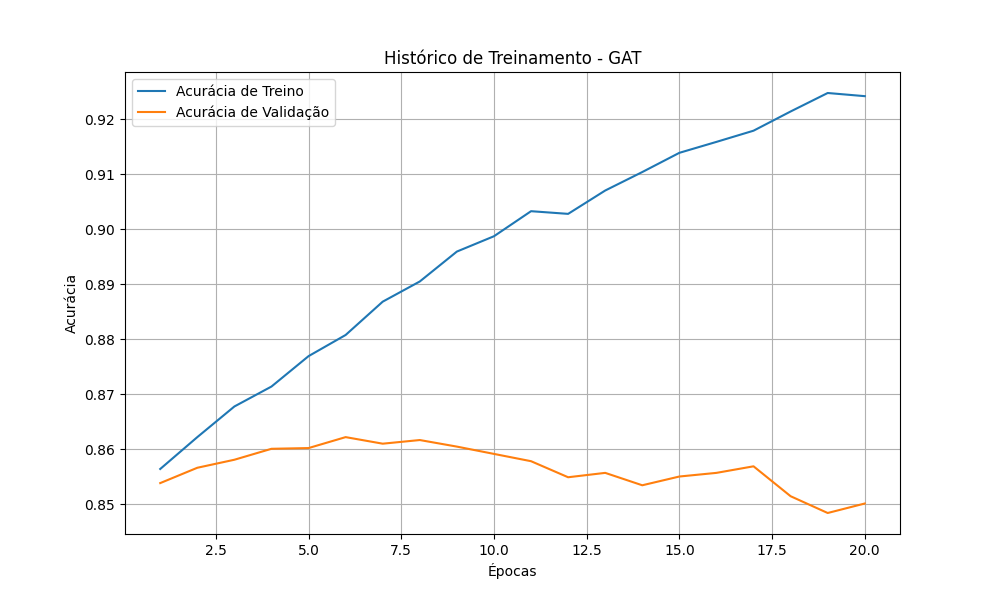 Histórico de Treinamento - GAT
Acurácia de Treino
Acurácia de Validação
Acurácia
0.92
0.91
0.90
0.89
0.88
0.87
0.86
0.85
2.5 5.0 7.5 10.0 12.5 15.0 17.5 20.0
Épocas